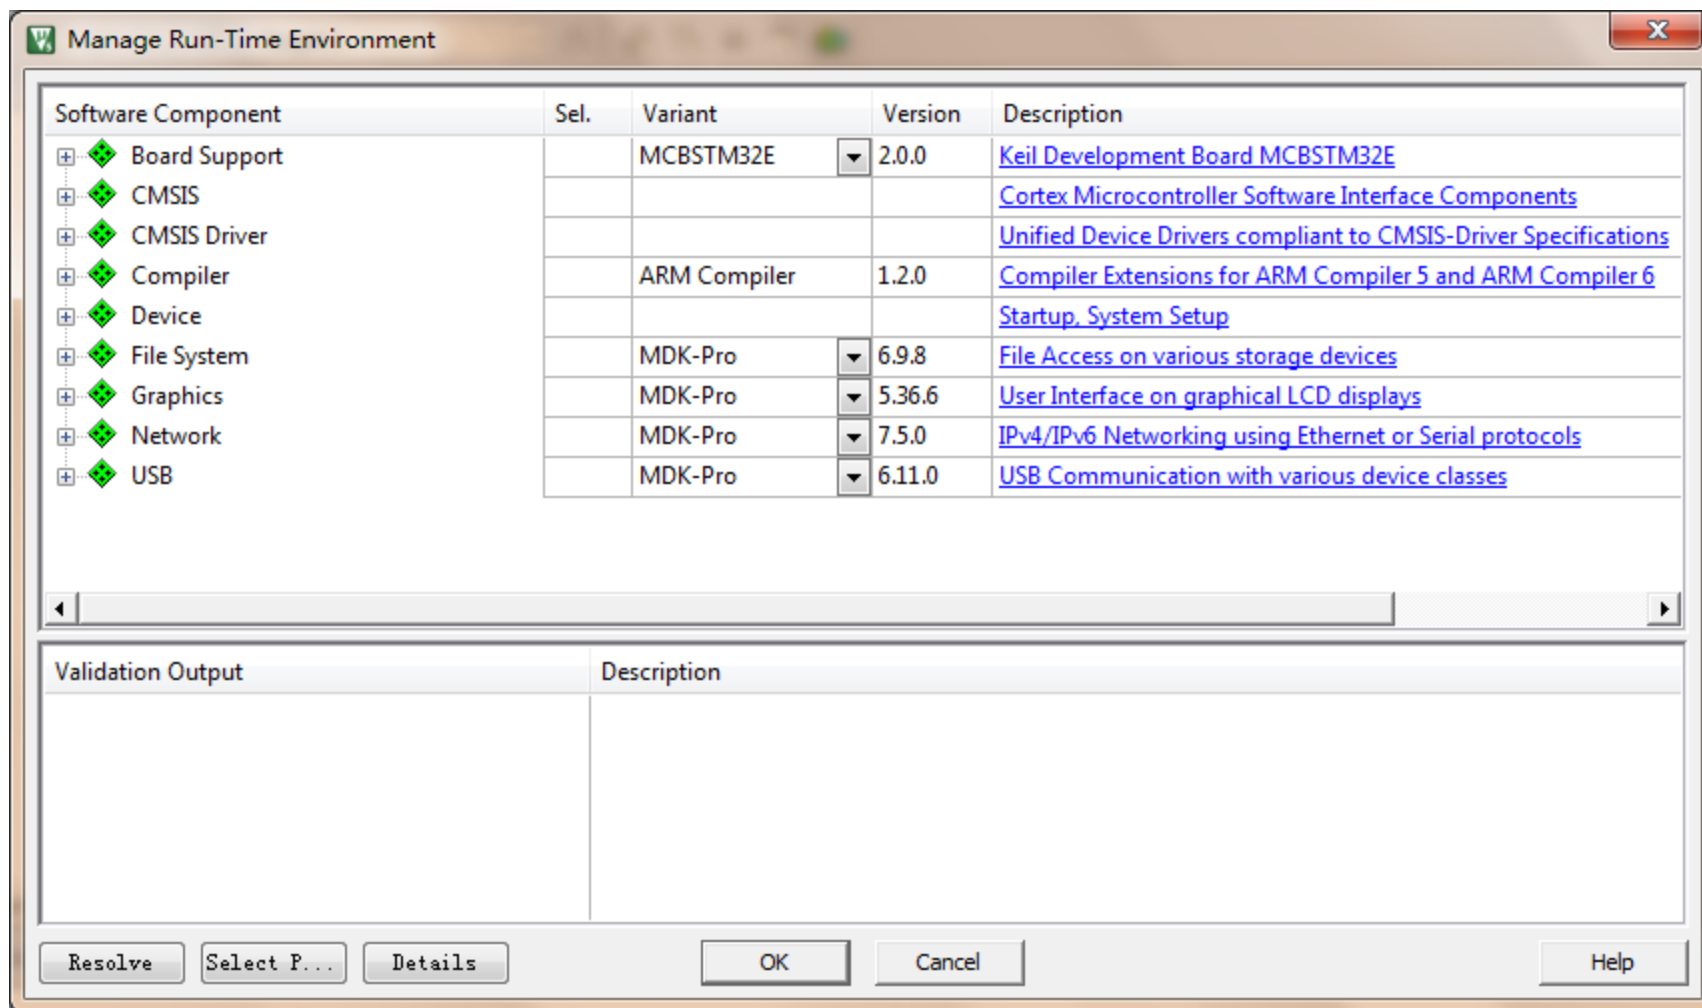 Manage Run-Time Environment
Software Component Sel. Variant Version Description
Board Support MCBSTM32E 2.0.0 Keil Development Board MCBSTM32E
CMSIS Cortex Microcontroller Software Interface Components
CMSIS Driver Unified Device Drivers compliant to CMSIS-Driver Specifications
Compiler ARM Compiler 1.2.0 Compiler Extensions for ARM Compiler 5 and ARM Compiler 6
Device Startup, System Setup
File System MDK-Pro 6.9.8 File Access on various storage devices
Graphics MDK-Pro 5.36.6 User Interface on graphical LCD displays
Network MDK-Pro 7.5.0 IPv4/IPv6 Networking using Ethernet or Serial protocols
USB MDK-Pro 6.11.0 USB Communication with various device classes
Validation Output Description
Resolve Select P... Details OK Cancel Help